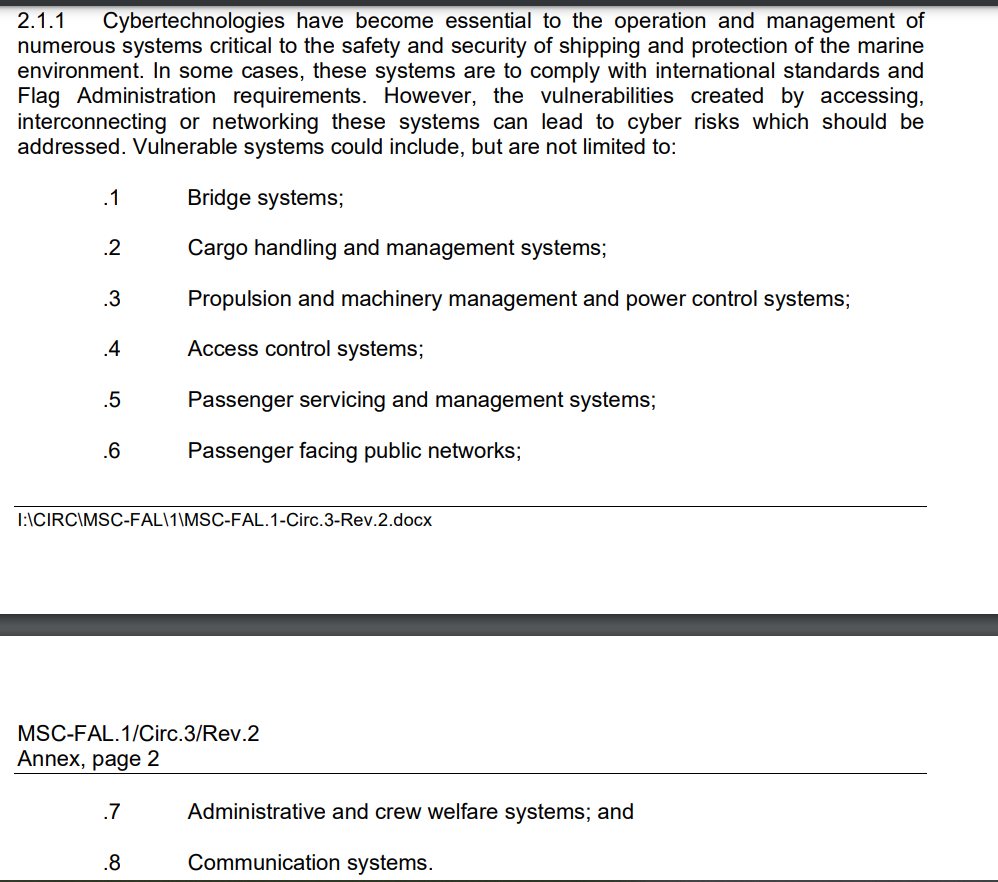 2.1.1 Cybertechnologies have become essential to the operation and management of
numerous systems critical to the safety and security of shipping and protection of the marine
environment. In some cases, these systems are to comply with international standards and
Flag Administration requirements. However, the vulnerabilities created by accessing,
interconnecting or networking these systems can lead to cyber risks which should be
addressed. Vulnerable systems could include, but are not limited to:
.1 Bridge systems;
.2 Cargo handling and management systems;
.3 Propulsion and machinery management and power control systems;
.4 Access control systems;
.5 Passenger servicing and management systems;
.6 Passenger facing public networks;
I:\CIRC\MSC-FAL\1\MSC-FAL.1-Circ.3-Rev.2.docx
MSC-FAL.1/Circ.3/Rev.2
Annex, page 2
.7 Administrative and crew welfare systems; and
.8 Communication systems.